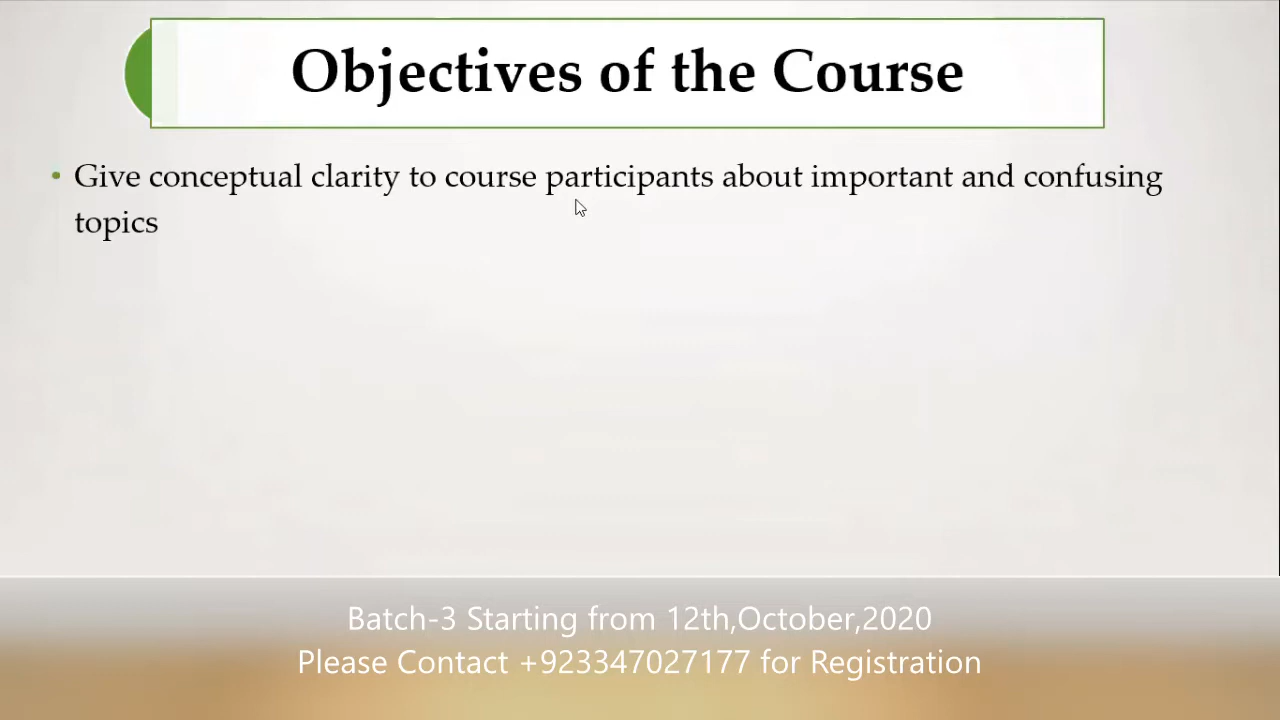 Objectives of the Course
• Give conceptual clarity to course participants about important and confusing
topics
Batch-3 Starting from 12th,October,2020
Please Contact +923347027177 for Registration